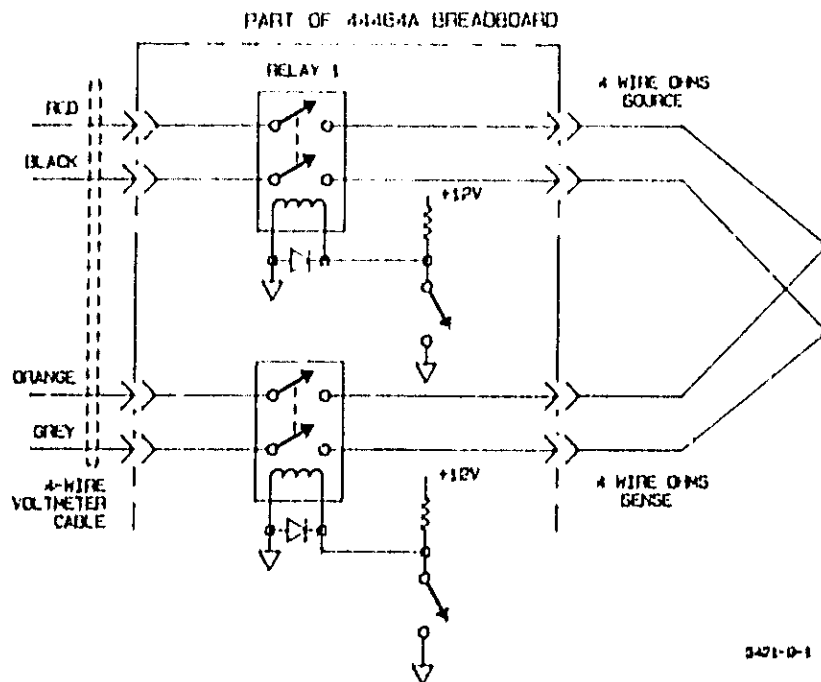 PART OF 44464A BREADBOARD
RELAY 1
4 WIRE OHMS
SOURCE
RED
BLACK
+12V
ORANGE
GREY
4-WIRE
VOLTMETER
CABLE
+12V
4 WIRE OHMS
SENSE